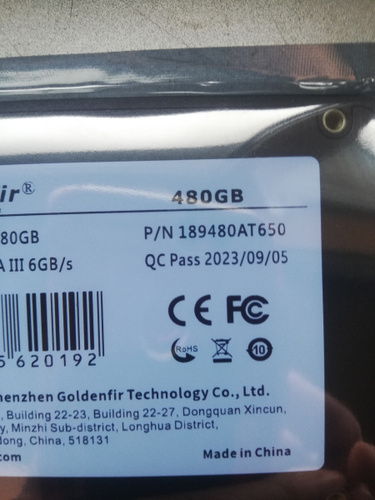 ir® 480GB
80GB P/N 189480AT650
A III 6GB/s QC Pass 2023/09/05
CE FC
RoHS 10
5620192
henzhen Goldenfir Technology Co., Ltd.
, Building 22-23, Building 22-27, Dongquan Xincun,
y, Minzhi Sub-district, Longhua District,
dong, China, 518131
com Made in China